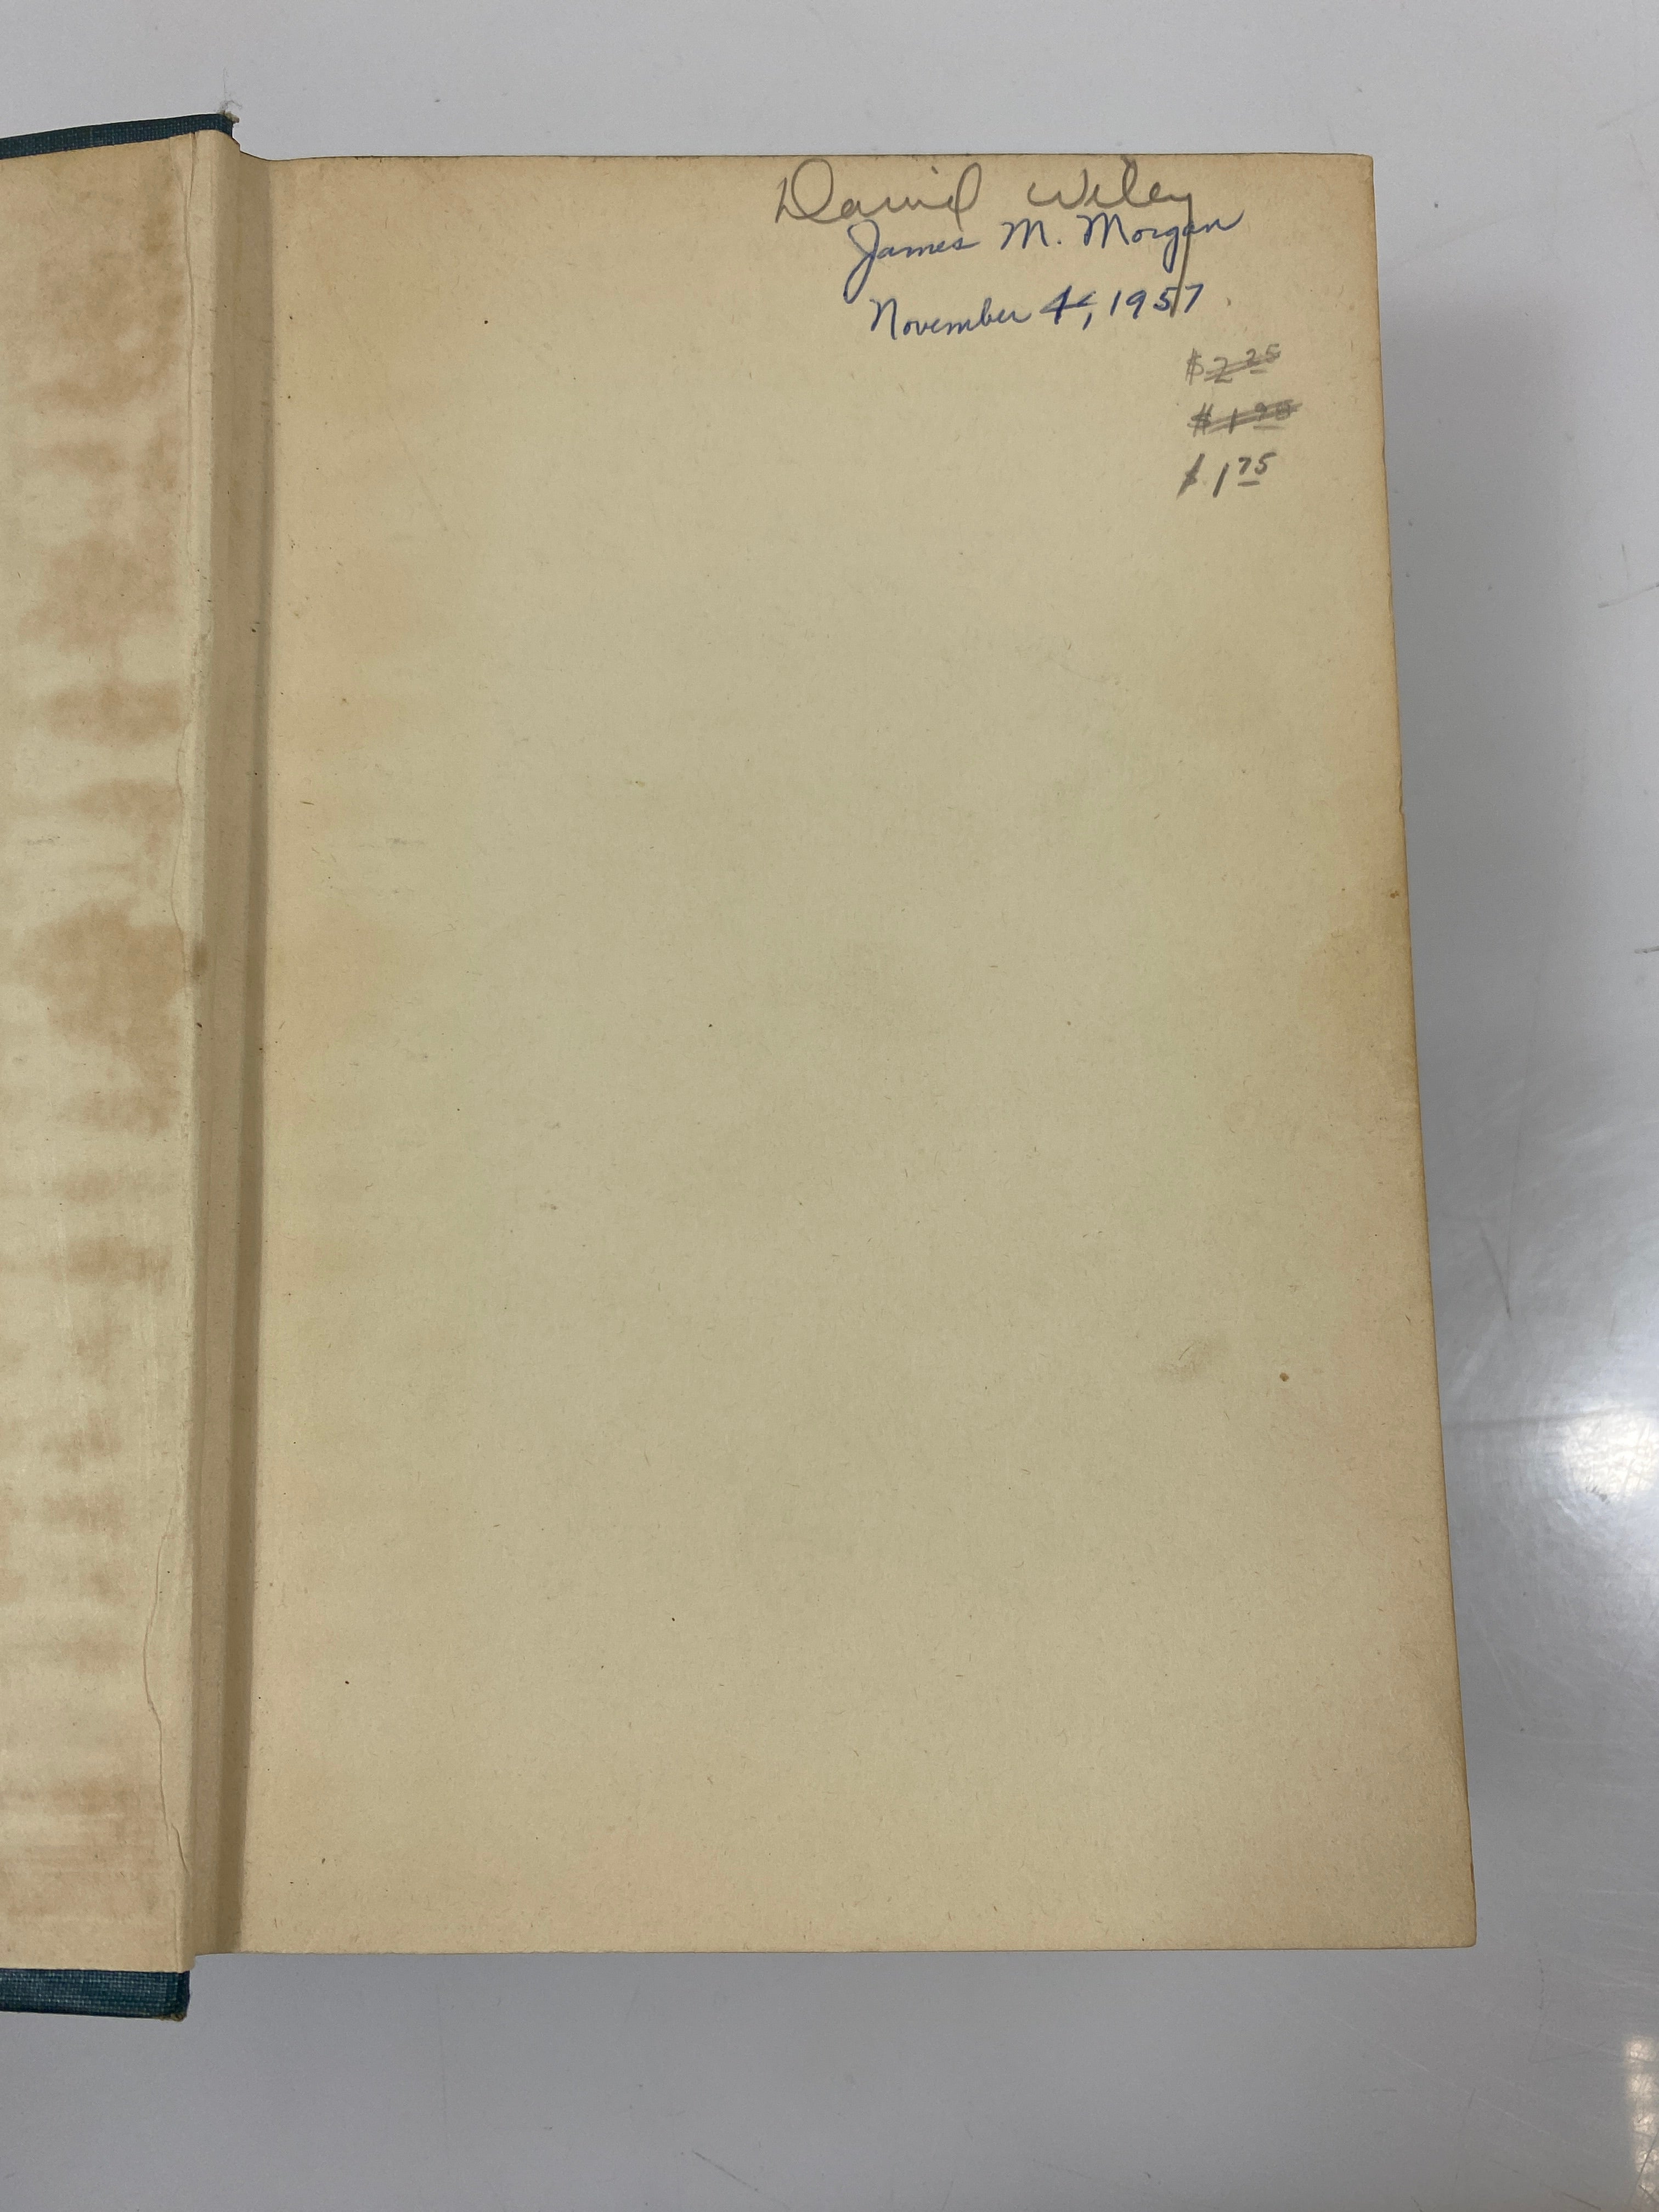 David Wiley
James M. Morgan
November 4, 1957
$2 25
$1 98
$1 75